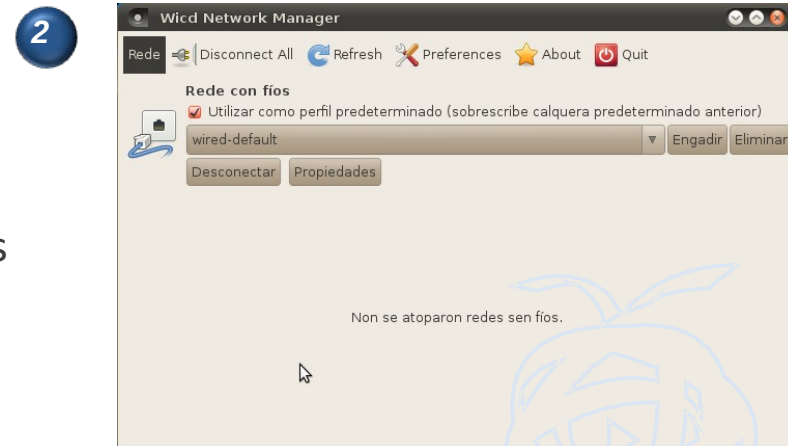 2
Wicd Network Manager
Rede Disconnect All Refresh Preferences About Quit
Rede con fíos
Utilizar como perfil predeterminado (sobrescribe calquera predeterminado anterior)
wired-default Engadir Eliminar
Desconectar Propiedades
s
Non se atoparon redes sen fíos.